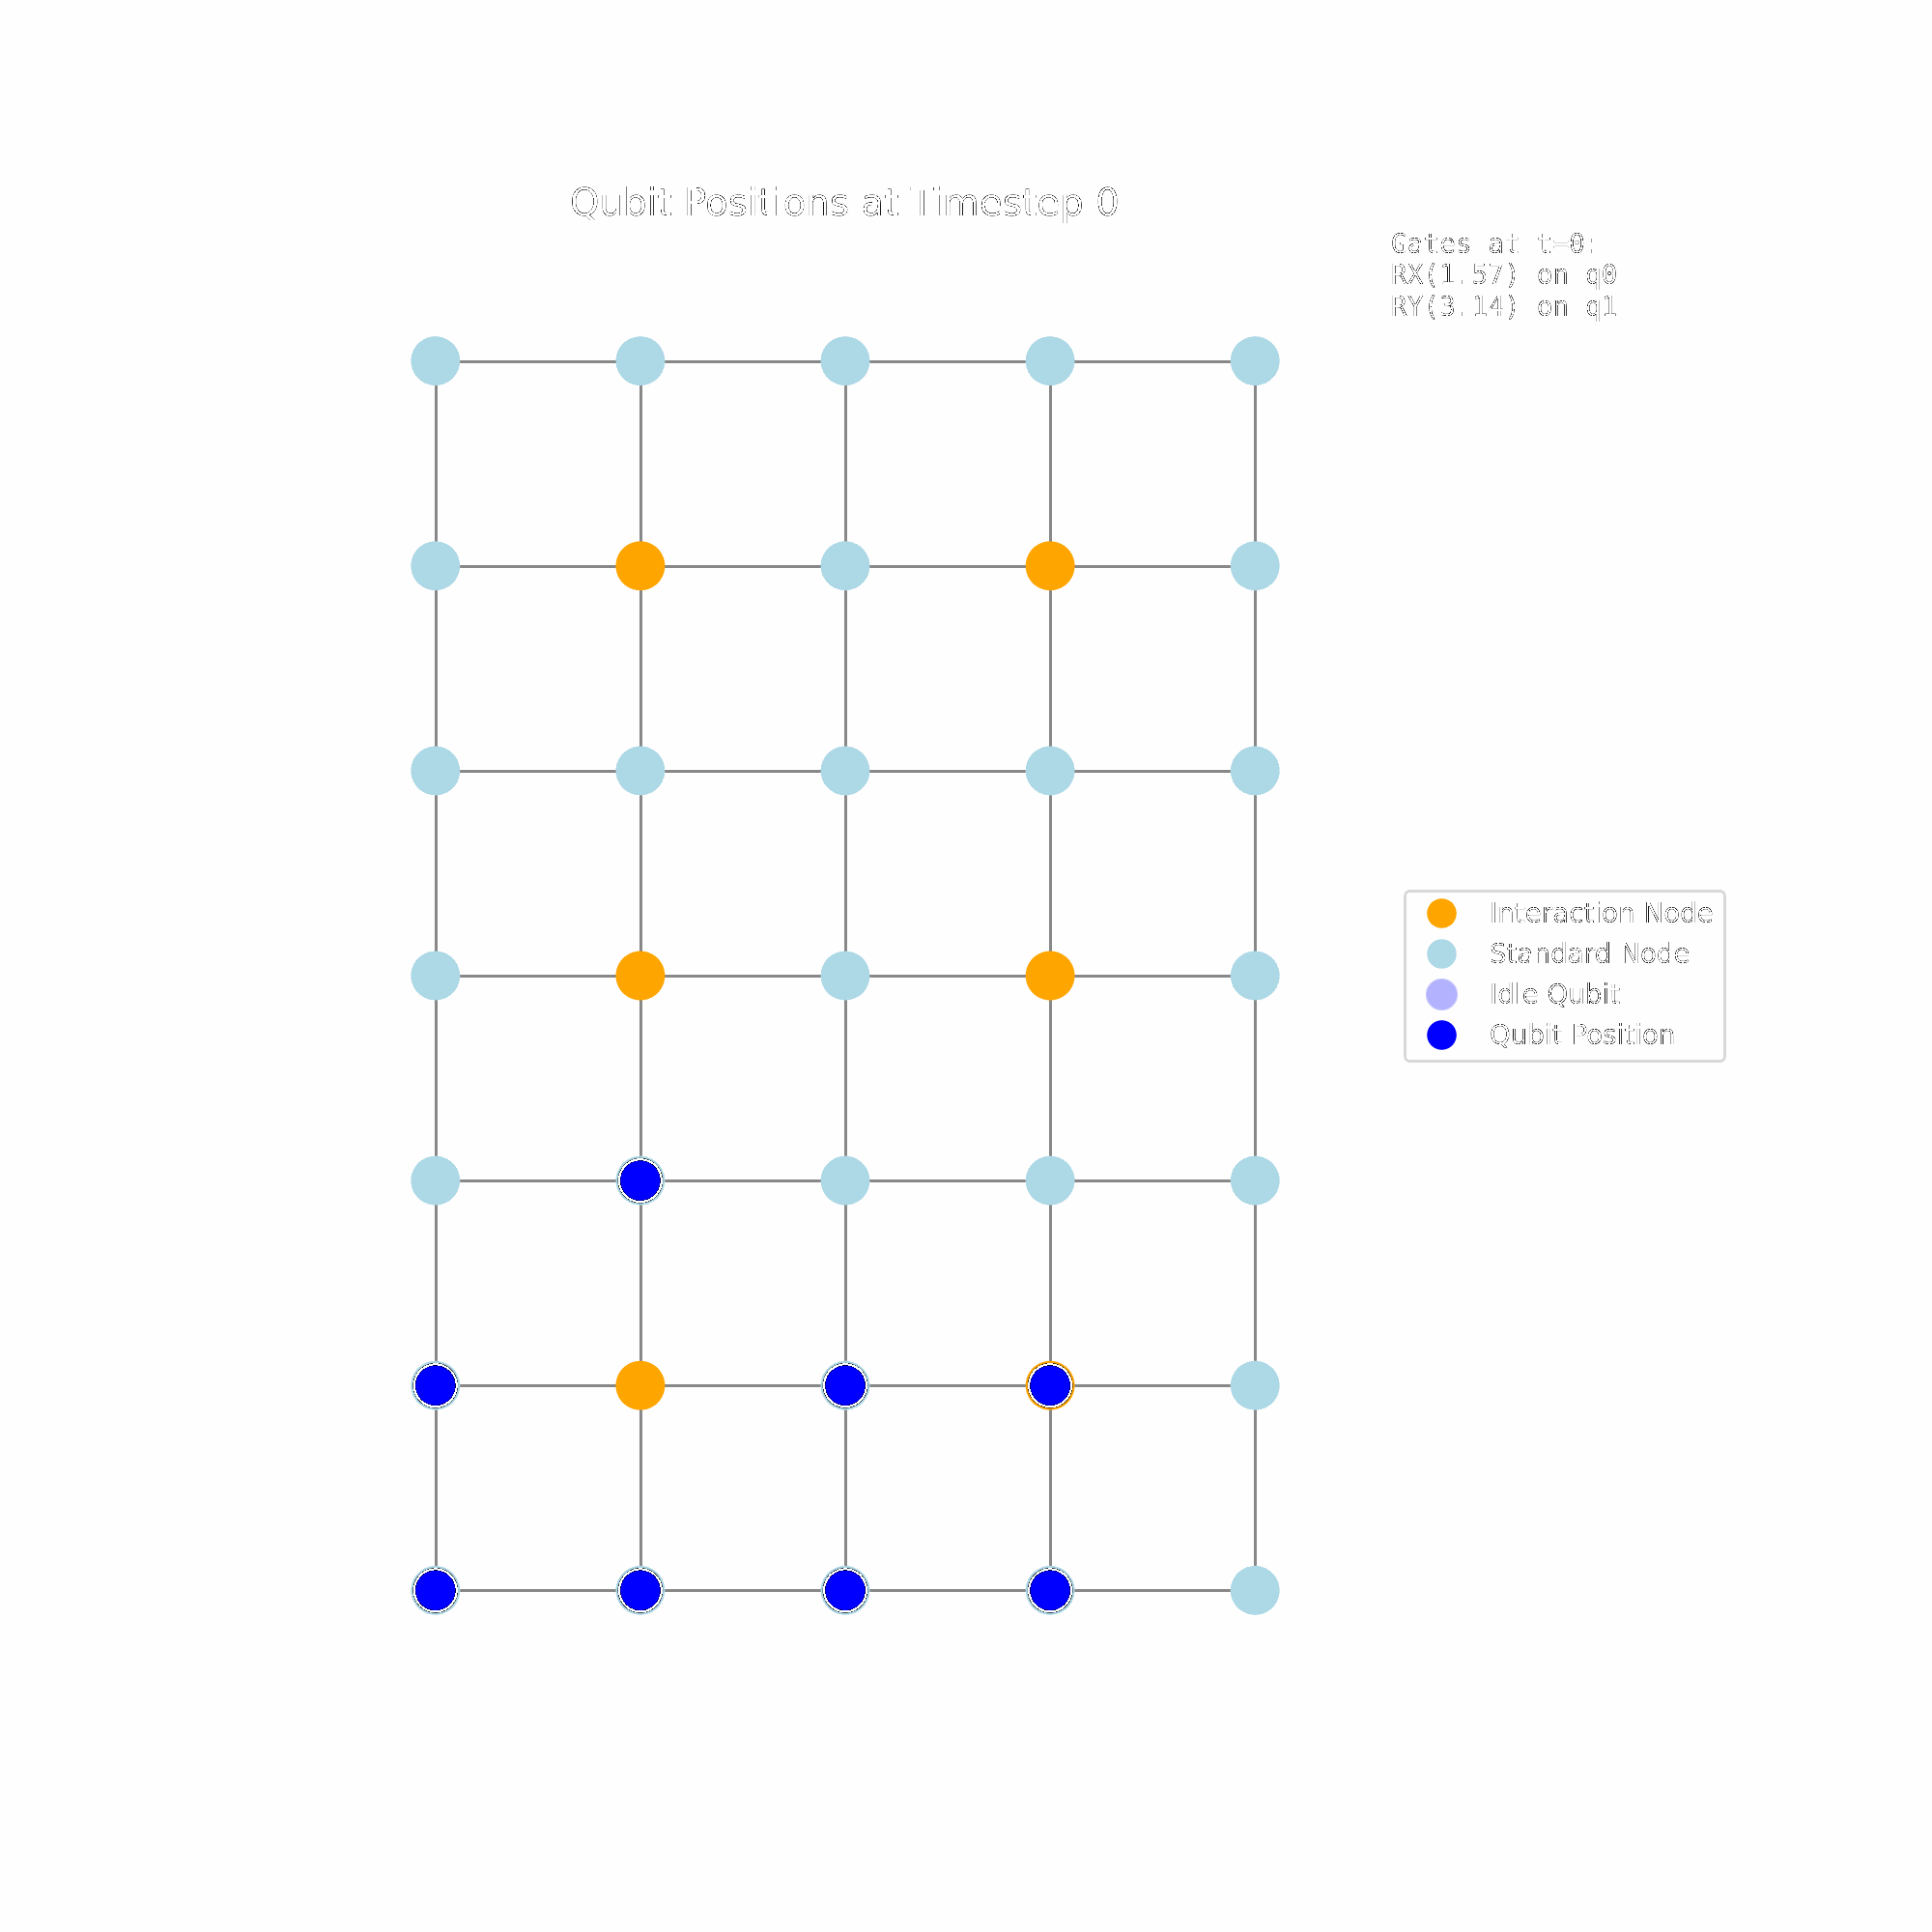 Qubit Positions at Timestep 0
Gates at t=0:
RX(1.57) on q0
RY(3.14) on q1
Interaction Node
Standard Node
Idle Qubit
Qubit Position